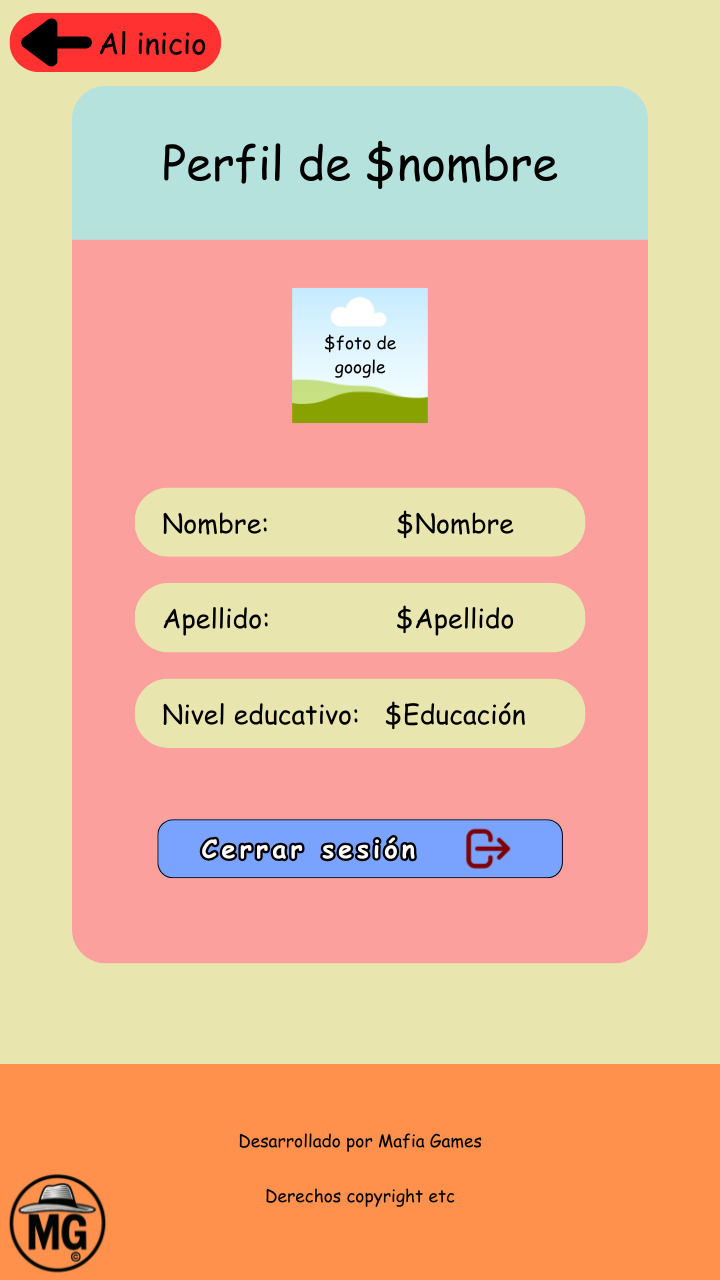 Al inicio
Perfil de $nombre
$foto de
google
Nombre: $Nombre
Apellido: $Apellido
Nivel educativo: $Educación
Cerrar sesión
Desarrollado por Mafia Games
Derechos copyright etc
MG
©